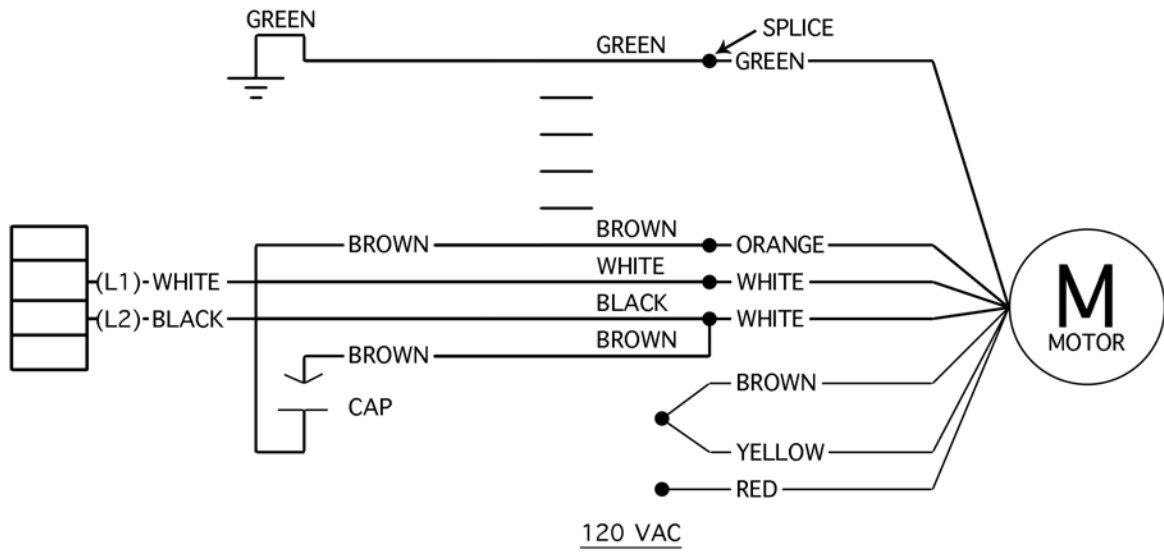 GREEN
SPLICE
GREEN
GREEN
BROWN
BROWN
ORANGE
(L1)-WHITE
WHITE
WHITE
(L2)-BLACK
BLACK
WHITE
BROWN
BROWN
BROWN
CAP
YELLOW
RED
M
MOTOR
120 VAC